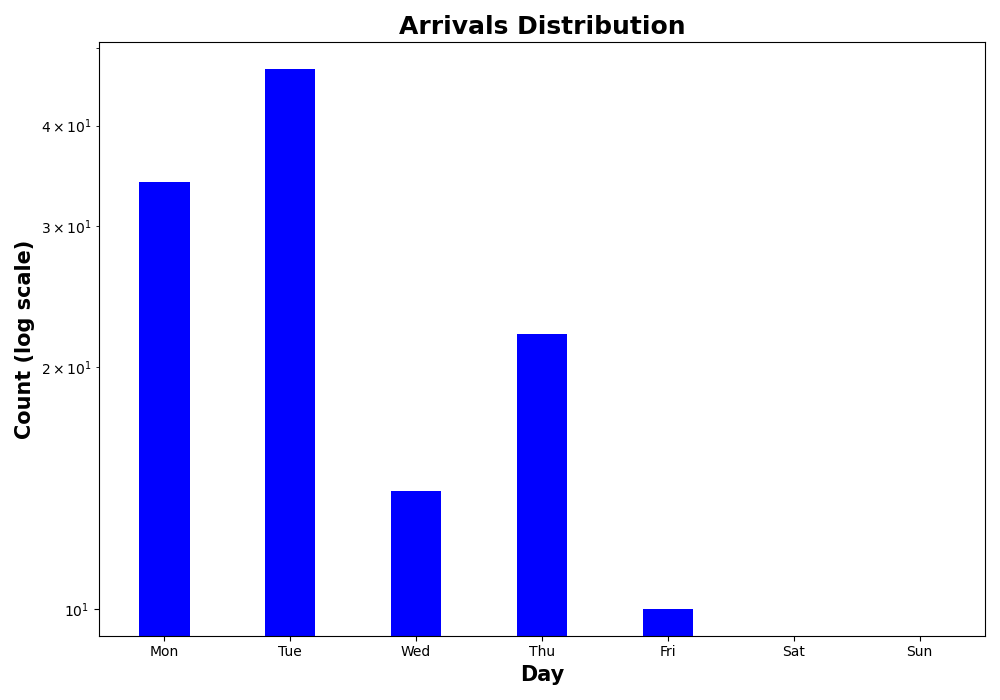 Arrivals Distribution
Count (log scale)
4 × 10¹
3 × 10¹
2 × 10¹
10¹
Mon Tue Wed Thu Fri Sat Sun
Day